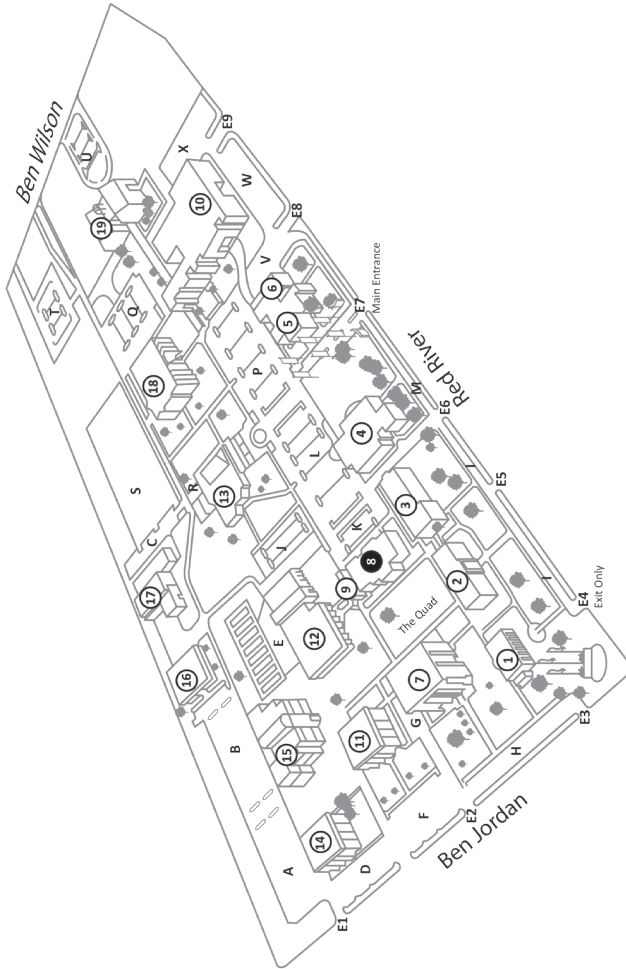 Ben Wilson
U
E9
X
W
19
10
E8
T
Q
V
6
Main Entrance
E7
5
18
P
Red River
M
E6
4
S
L
R
13
I
E5
3
C
K
J
8
17
9
2
I
E4
Exit Only
12
The Quad
E
16
1
7
B
G
E3
15
11
H
F
E2
Ben Jordan
14
A
D
E1